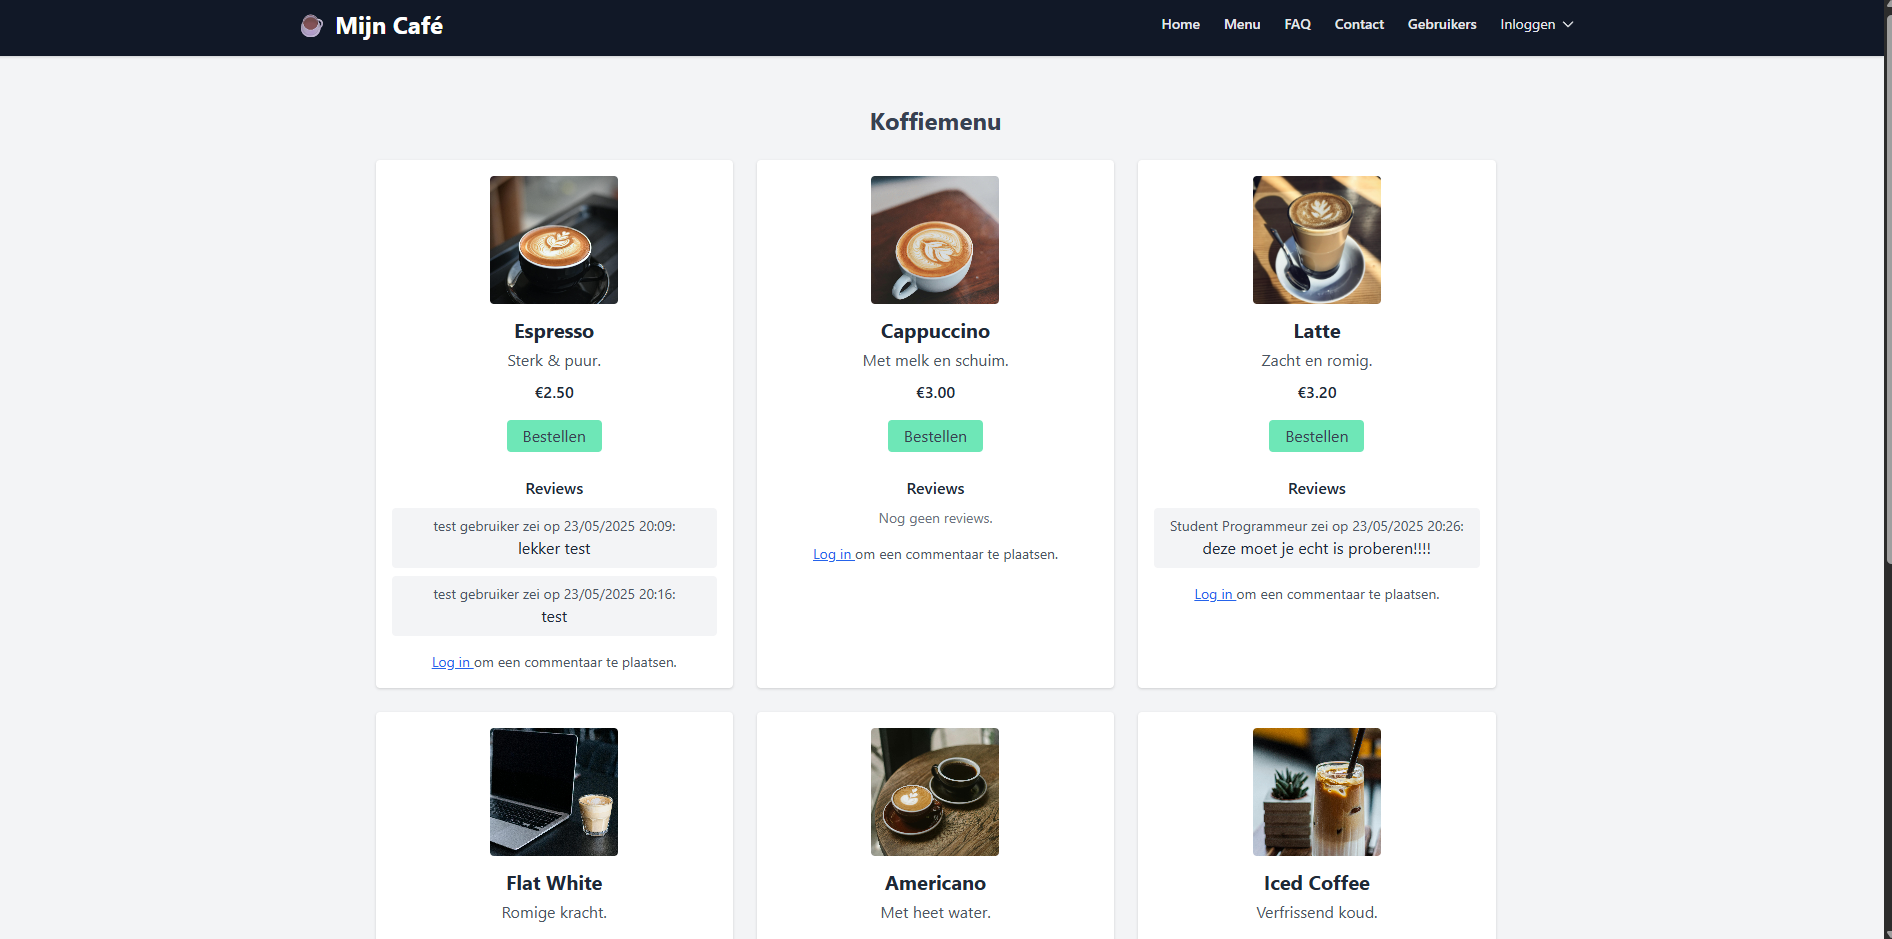 Mijn Café
Home Menu FAQ Contact Gebruikers Inloggen
Koffiemenu
Espresso
Sterk & puur.
€2.50
Bestellen
Reviews
test gebruiker zei op 23/05/2025 20:09:
lekker test
test gebruiker zei op 23/05/2025 20:16:
test
Log in om een commentaar te plaatsen.
Cappuccino
Met melk en schuim.
€3.00
Bestellen
Reviews
Nog geen reviews.
Log in om een commentaar te plaatsen.
Latte
Zacht en romig.
€3.20
Bestellen
Reviews
Student Programmeur zei op 23/05/2025 20:26:
deze moet je echt is proberen!!!!
Log in om een commentaar te plaatsen.
Flat White
Romige kracht.
Americano
Met heet water.
Iced Coffee
Verfrissend koud.